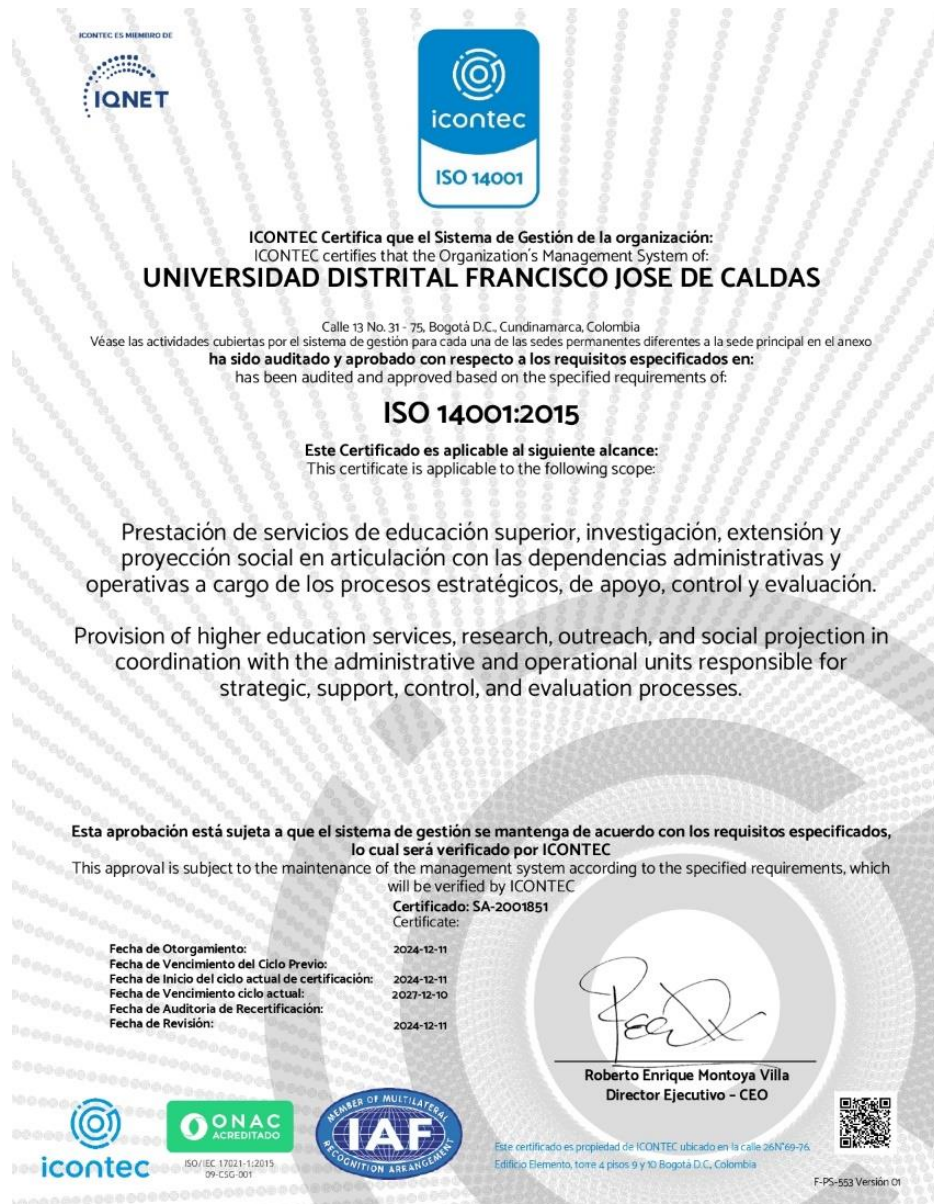 ICONTEC ES MIEMBRO DE
IQNET
icontec
ISO 14001
ICONTEC Certifica que el Sistema de Gestión de la organización:
ICONTEC certifies that the Organization's Management System of:
UNIVERSIDAD DISTRITAL FRANCISCO JOSE DE CALDAS
Calle 13 No. 31 - 75, Bogotá D.C., Cundinamarca, Colombia
Véase las actividades cubiertas por el sistema de gestión para cada una de las sedes permanentes diferentes a la sede principal en el anexo
ha sido auditado y aprobado con respecto a los requisitos especificados en:
has been audited and approved based on the specified requirements of:
ISO 14001:2015
Este Certificado es aplicable al siguiente alcance:
This certificate is applicable to the following scope:
Prestación de servicios de educación superior, investigación, extensión y
proyección social en articulación con las dependencias administrativas y
operativas a cargo de los procesos estratégicos, de apoyo, control y evaluación.
Provision of higher education services, research, outreach, and social projection in
coordination with the administrative and operational units responsible for
strategic, support, control, and evaluation processes.
Esta aprobación está sujeta a que el sistema de gestión se mantenga de acuerdo con los requisitos especificados,
lo cual será verificado por ICONTEC
This approval is subject to the maintenance of the management system according to the specified requirements, which
will be verified by ICONTEC
Certificado: SA-2001851
Certificate:
Fecha de Otorgamiento: 2024-12-11
Fecha de Vencimiento del Ciclo Previo:
Fecha de Inicio del ciclo actual de certificación: 2024-12-11
Fecha de Vencimiento ciclo actual: 2027-12-10
Fecha de Auditoria de Recertificación:
Fecha de Revisión: 2024-12-11
Roberto Enrique Montoya Villa
Director Ejecutivo – CEO
icontec
ONAC
ACREDITADO
ISO/IEC 17021-1:2015
09-CSG-001
MEMBER OF MULTILATERAL
IAF
RECOGNITION ARRANGEMENT
Este certificado es propiedad de ICONTEC ubicado en la calle 26N°69-76.
Edificio Elemento, torre 4 pisos 9 y 10 Bogotá D.C., Colombia
F-PS-553 Versión 01